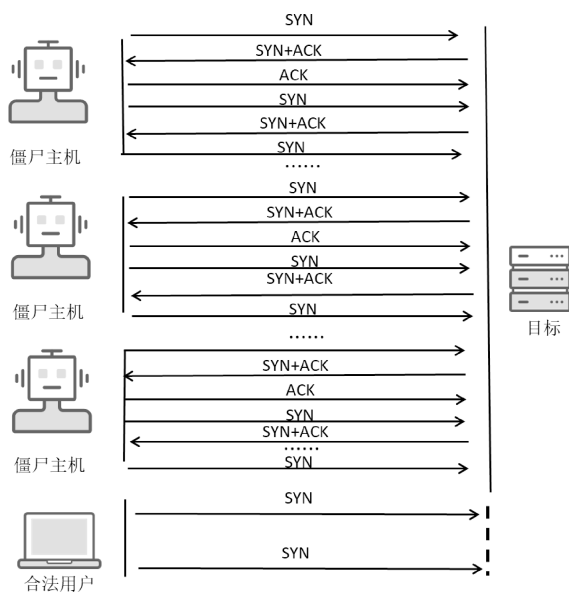 SYN
SYN+ACK
ACK
SYN
SYN+ACK
SYN
......
僵尸主机
SYN
SYN+ACK
ACK
SYN
SYN+ACK
SYN
......
僵尸主机
目标
SYN+ACK
ACK
SYN
SYN+ACK
......
SYN
僵尸主机
SYN
SYN
合法用户